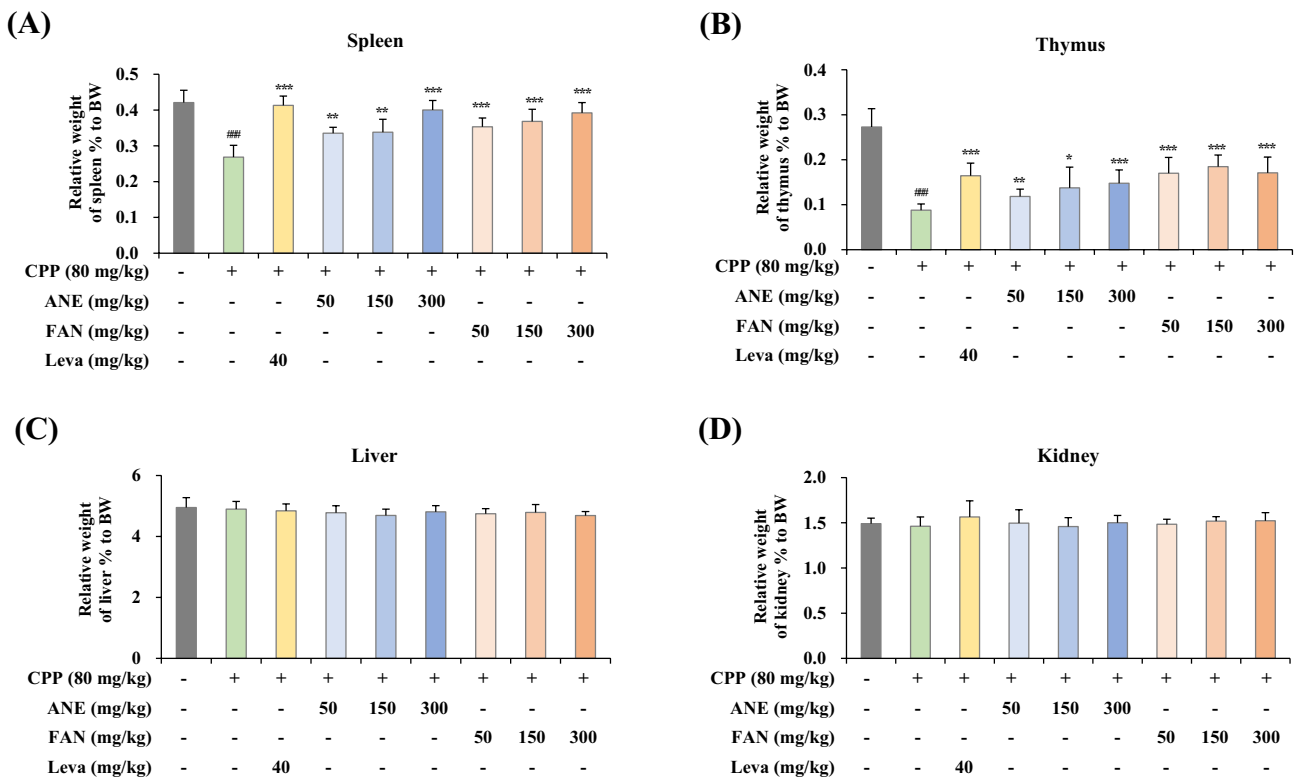 (A)
Spleen
Relative weight
of spleen % to BW
0.5
0.4
0.3
0.2
0.1
0.0
## *** ** ** *** *** *** ***
CPP (80 mg/kg) - + + + + + + + +
ANE (mg/kg) - - - 50 150 300 - - -
FAN (mg/kg) - - - - - - 50 150 300
Leva (mg/kg) - - 40 - - - - - -
(B)
Thymus
Relative weight
of thymus % to BW
0.4
0.3
0.2
0.1
0.0
## *** ** * *** *** *** ***
CPP (80 mg/kg) - + + + + + + + +
ANE (mg/kg) - - - 50 150 300 - - -
FAN (mg/kg) - - - - - - 50 150 300
Leva (mg/kg) - - 40 - - - - - -
(C)
Liver
Relative weight
of liver % to BW
6
4
2
0
CPP (80 mg/kg) - + + + + + + + +
ANE (mg/kg) - - - 50 150 300 - - -
FAN (mg/kg) - - - - - - 50 150 300
Leva (mg/kg) - - 40 - - - - - -
(D)
Kidney
Relative weight
of kidney % to BW
2.0
1.5
1.0
0.5
0.0
CPP (80 mg/kg) - + + + + + + + +
ANE (mg/kg) - - - 50 150 300 - - -
FAN (mg/kg) - - - - - - 50 150 300
Leva (mg/kg) - - 40 - - - - - -